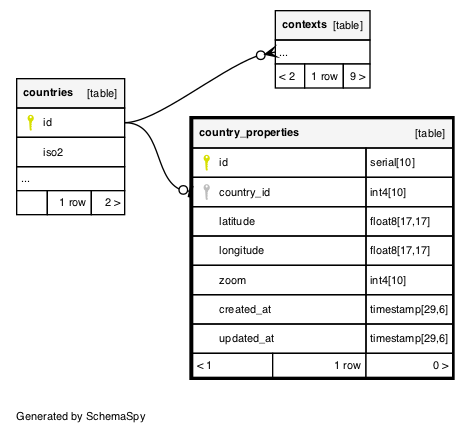 contexts [table]
...
< 2 1 row 9 >
countries [table]
id
iso2
...
1 row 2 >
country_properties [table]
id serial[10]
country_id int4[10]
latitude float8[17,17]
longitude float8[17,17]
zoom int4[10]
created_at timestamp[29,6]
updated_at timestamp[29,6]
< 1 1 row 0 >
Generated by SchemaSpy